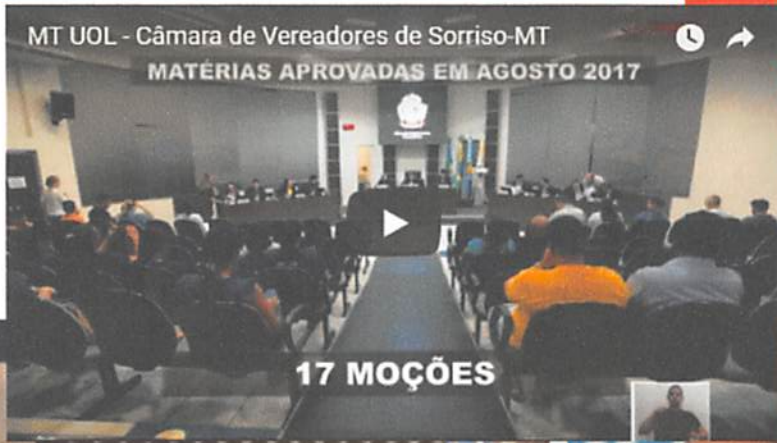 MT UOL - Câmara de Vereadores de Sorriso-MT
MATÉRIAS APROVADAS EM AGOSTO 2017
17 MOÇÕES